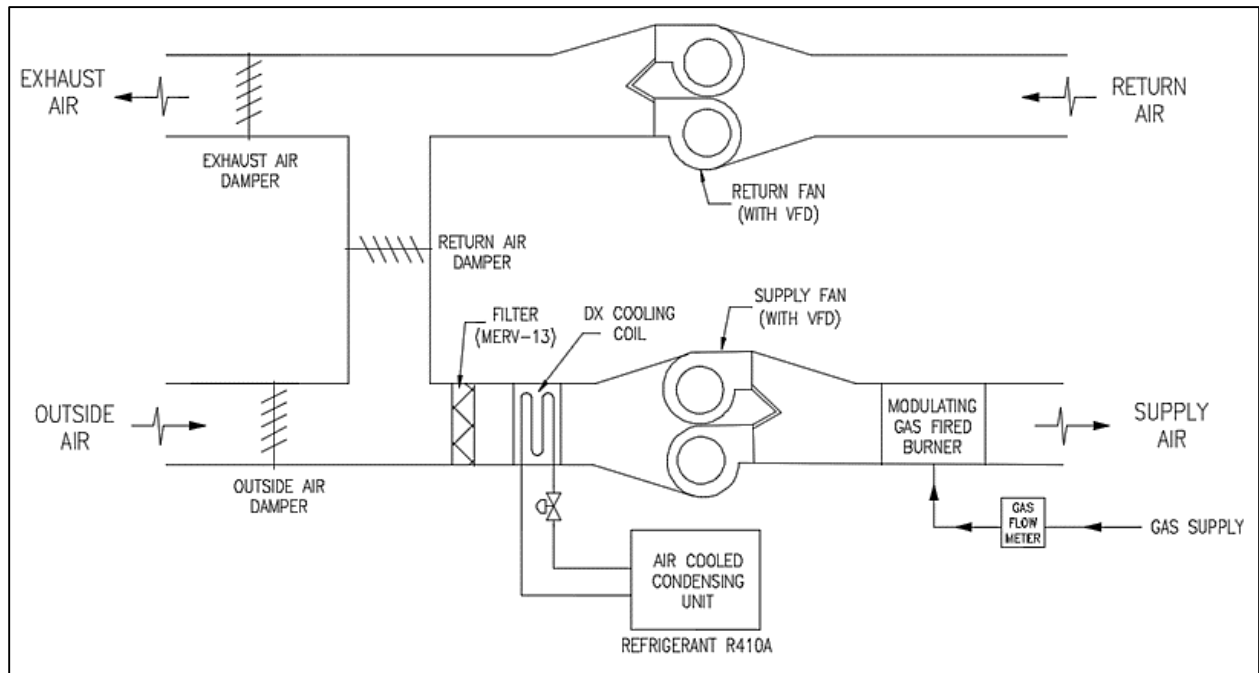 EXHAUST
AIR
RETURN
AIR
EXHAUST AIR
DAMPER
RETURN FAN
(WITH VFD)
RETURN AIR
DAMPER
FILTER
(MERV-13)
DX COOLING
COIL
SUPPLY FAN
(WITH VFD)
OUTSIDE
AIR
MODULATING
GAS FIRED
BURNER
SUPPLY
AIR
OUTSIDE AIR
DAMPER
GAS
FLOW
METER
GAS SUPPLY
AIR COOLED
CONDENSING
UNIT
REFRIGERANT R410A